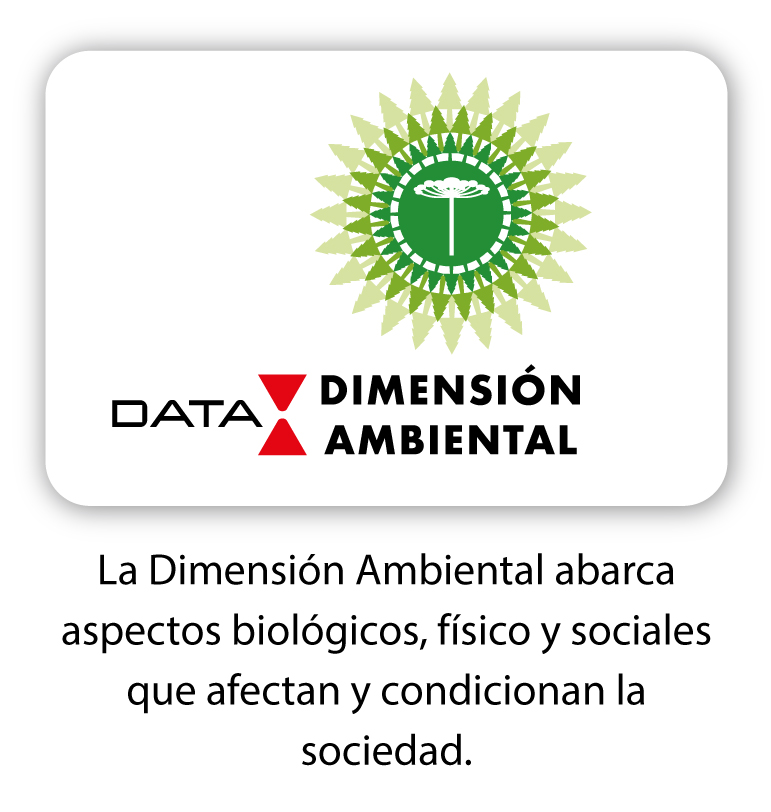 DATA
DIMENSIÓN
AMBIENTAL
La Dimensión Ambiental abarca
aspectos biológicos, físico y sociales
que afectan y condicionan la
sociedad.